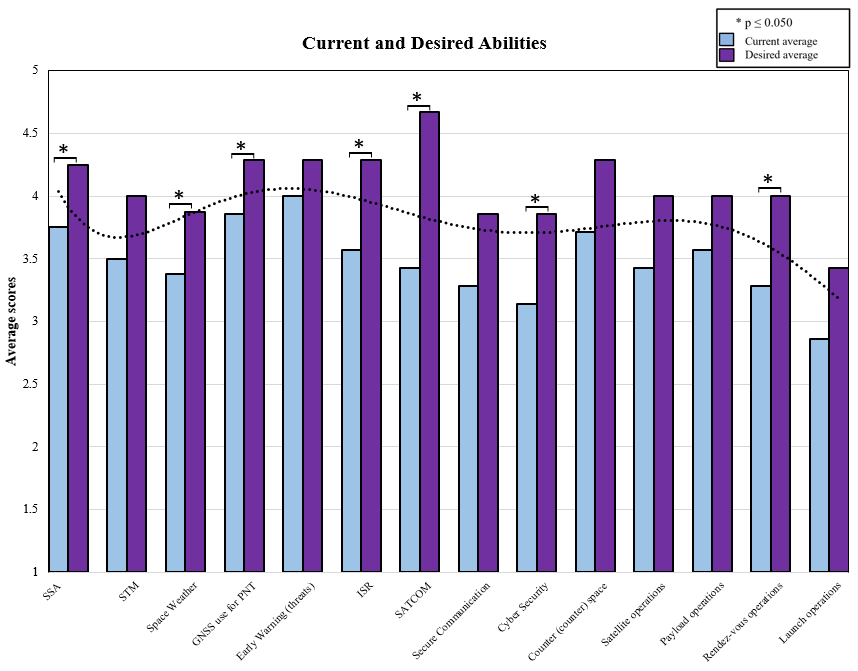 * p ≤ 0.050
Current average
Desired average
Current and Desired Abilities
Average scores
5
4.5
4
3.5
3
2.5
2
1.5
1
*
*
*
*
*
*
*
SSA
STM
Space Weather
GNSS use for PNT
Early Warning (threats)
ISR
SATCOM
Secure Communication
Cyber Security
Counter (counter) space
Satellite operations
Payload operations
Rendez-vous operations
Launch operations